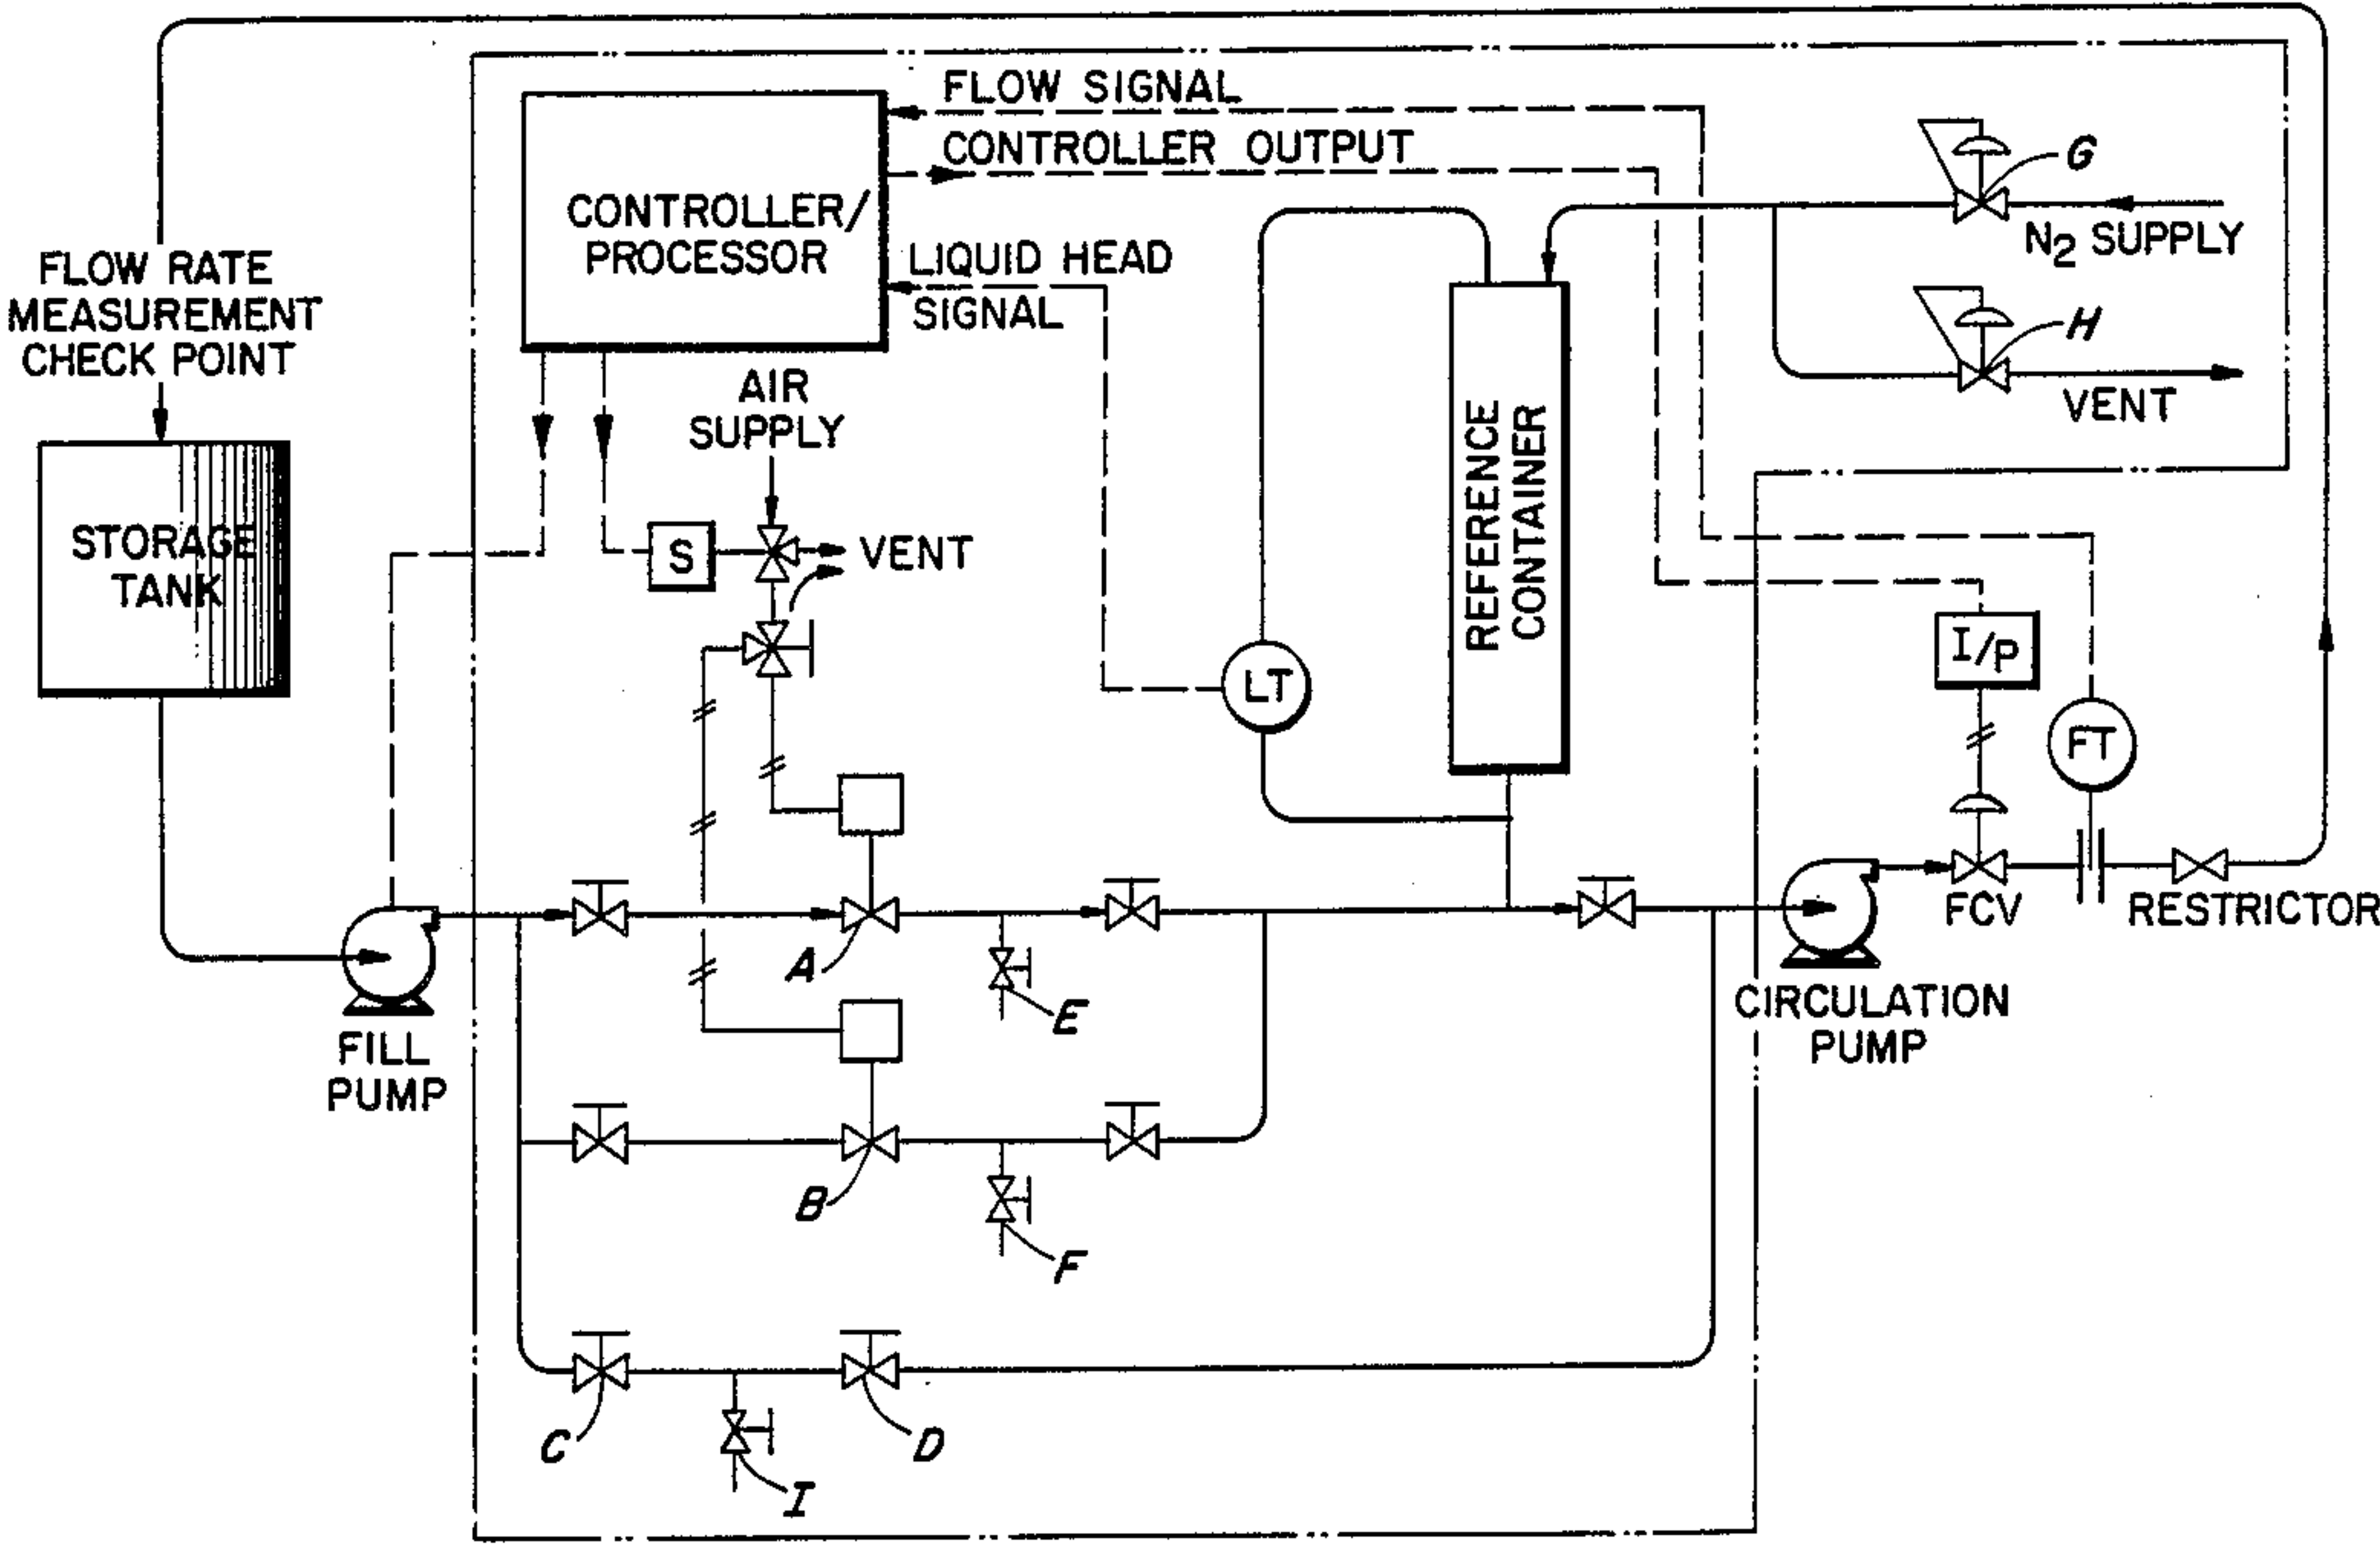 FLOW SIGNAL
CONTROLLER OUTPUT
G
CONTROLLER/
PROCESSOR
N2 SUPPLY
LIQUID HEAD
SIGNAL
H
VENT
FLOW RATE
MEASUREMENT
CHECK POINT
AIR
SUPPLY
REFERENCE
CONTAINER
STORAGE
TANK
S
VENT
I/P
LT
FT
FCV
RESTRICTOR
A
E
CIRCULATION
PUMP
FILL
PUMP
B
F
C
D
I